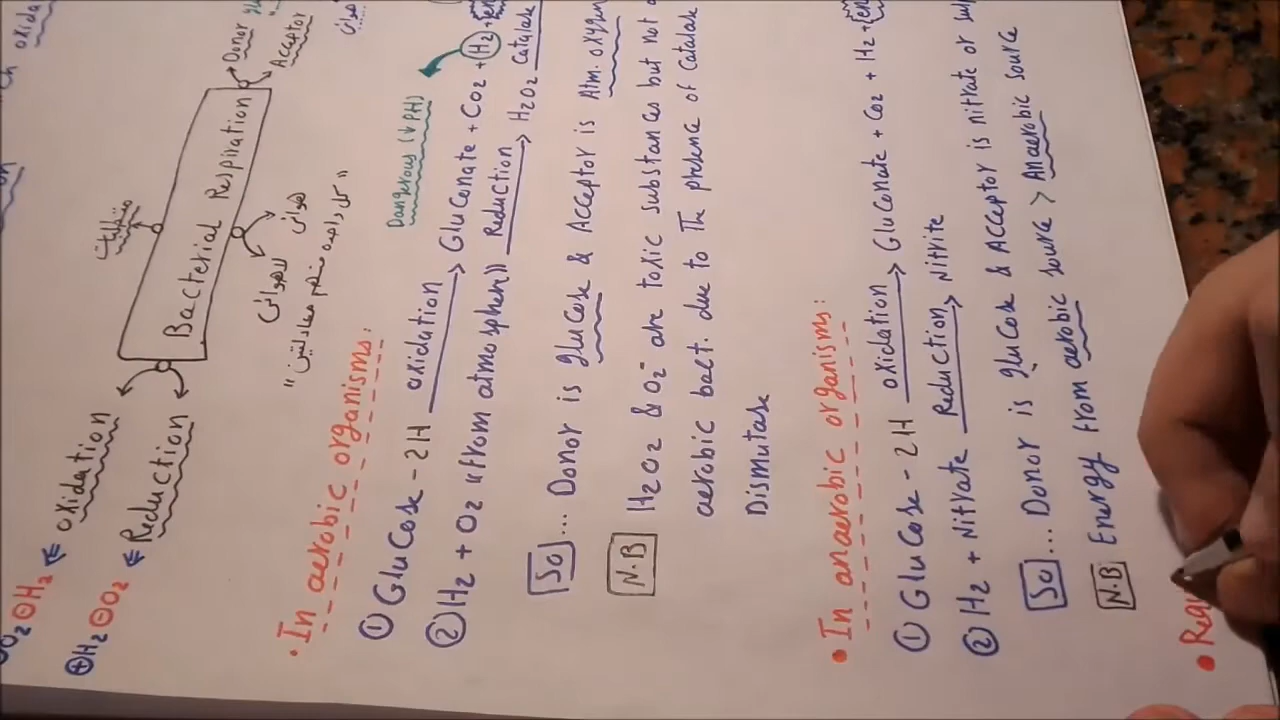 ⊕O2 ⊖H2 ⇐ oxidation
⊕H2 ⊖O2 ⇐ Reduction
متطلبات
Bacterial Respiration
Donor
Acceptor
لاهوائى هوائى
" كل واحد منهم معادلتين "
• In aerobic organisms:
Dangerous (↓PH)
① Glucose - 2H oxidation → Gluconate + Co2 + H2 +
② H2 + O2 "from atmosphere" Reduction → H2O2 Catalase
So ... Donor is glucose & Acceptor is Atm. oxygen
N.B H2O2 & O2⁻ are toxic substances but not
aerobic bact. due to The presence of Catalase
Dismutase
• In anaerobic organisms:
① Glucose - 2H oxidation → Gluconate + Co2 + H2 +
② H2 + Nitrate Reduction → Nitrite
So ... Donor is glucose & Acceptor is nitrate or
N.B Energy from aerobic source > Anaerobic source